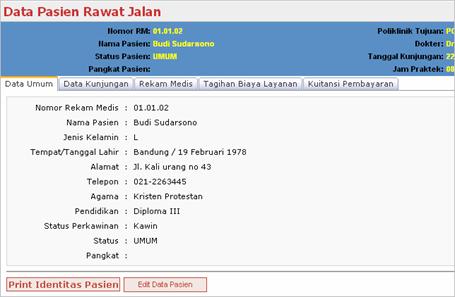 Data Pasien Rawat Jalan
Nomor RM: 01.01.02 Poliklinik Tujuan:
Nama Pasien: Budi Sudarsono Dokter:
Status Pasien: UMUM Tanggal Kunjungan:
Pangkat Pasien: Jam Praktek:
Data Umum Data Kunjungan Rekam Medis Tagihan Biaya Layanan Kuitansi Pembayaran
Nomor Rekam Medis : 01.01.02
Nama Pasien : Budi Sudarsono
Jenis Kelamin : L
Tempat/Tanggal Lahir : Bandung / 19 Februari 1978
Alamat : Jl. Kali urang no 43
Telepon : 021-2263445
Agama : Kristen Protestan
Pendidikan : Diploma III
Status Perkawinan : Kawin
Status : UMUM
Pangkat :
Print Identitas Pasien Edit Data Pasien